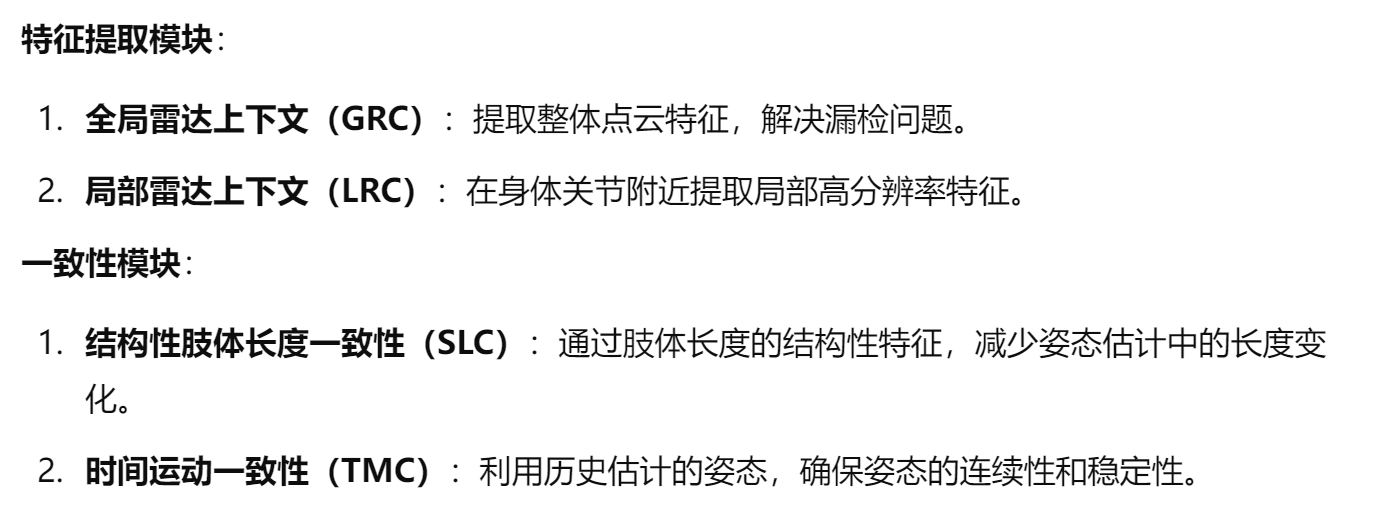 特征提取模块：
1. 全局雷达上下文（GRC）：提取整体点云特征，解决漏检问题。
2. 局部雷达上下文（LRC）：在身体关节附近提取局部高分辨率特征。
一致性模块：
1. 结构性肢体长度一致性（SLC）：通过肢体长度的结构性特征，减少姿态估计中的长度变
化。
2. 时间运动一致性（TMC）：利用历史估计的姿态，确保姿态的连续性和稳定性。